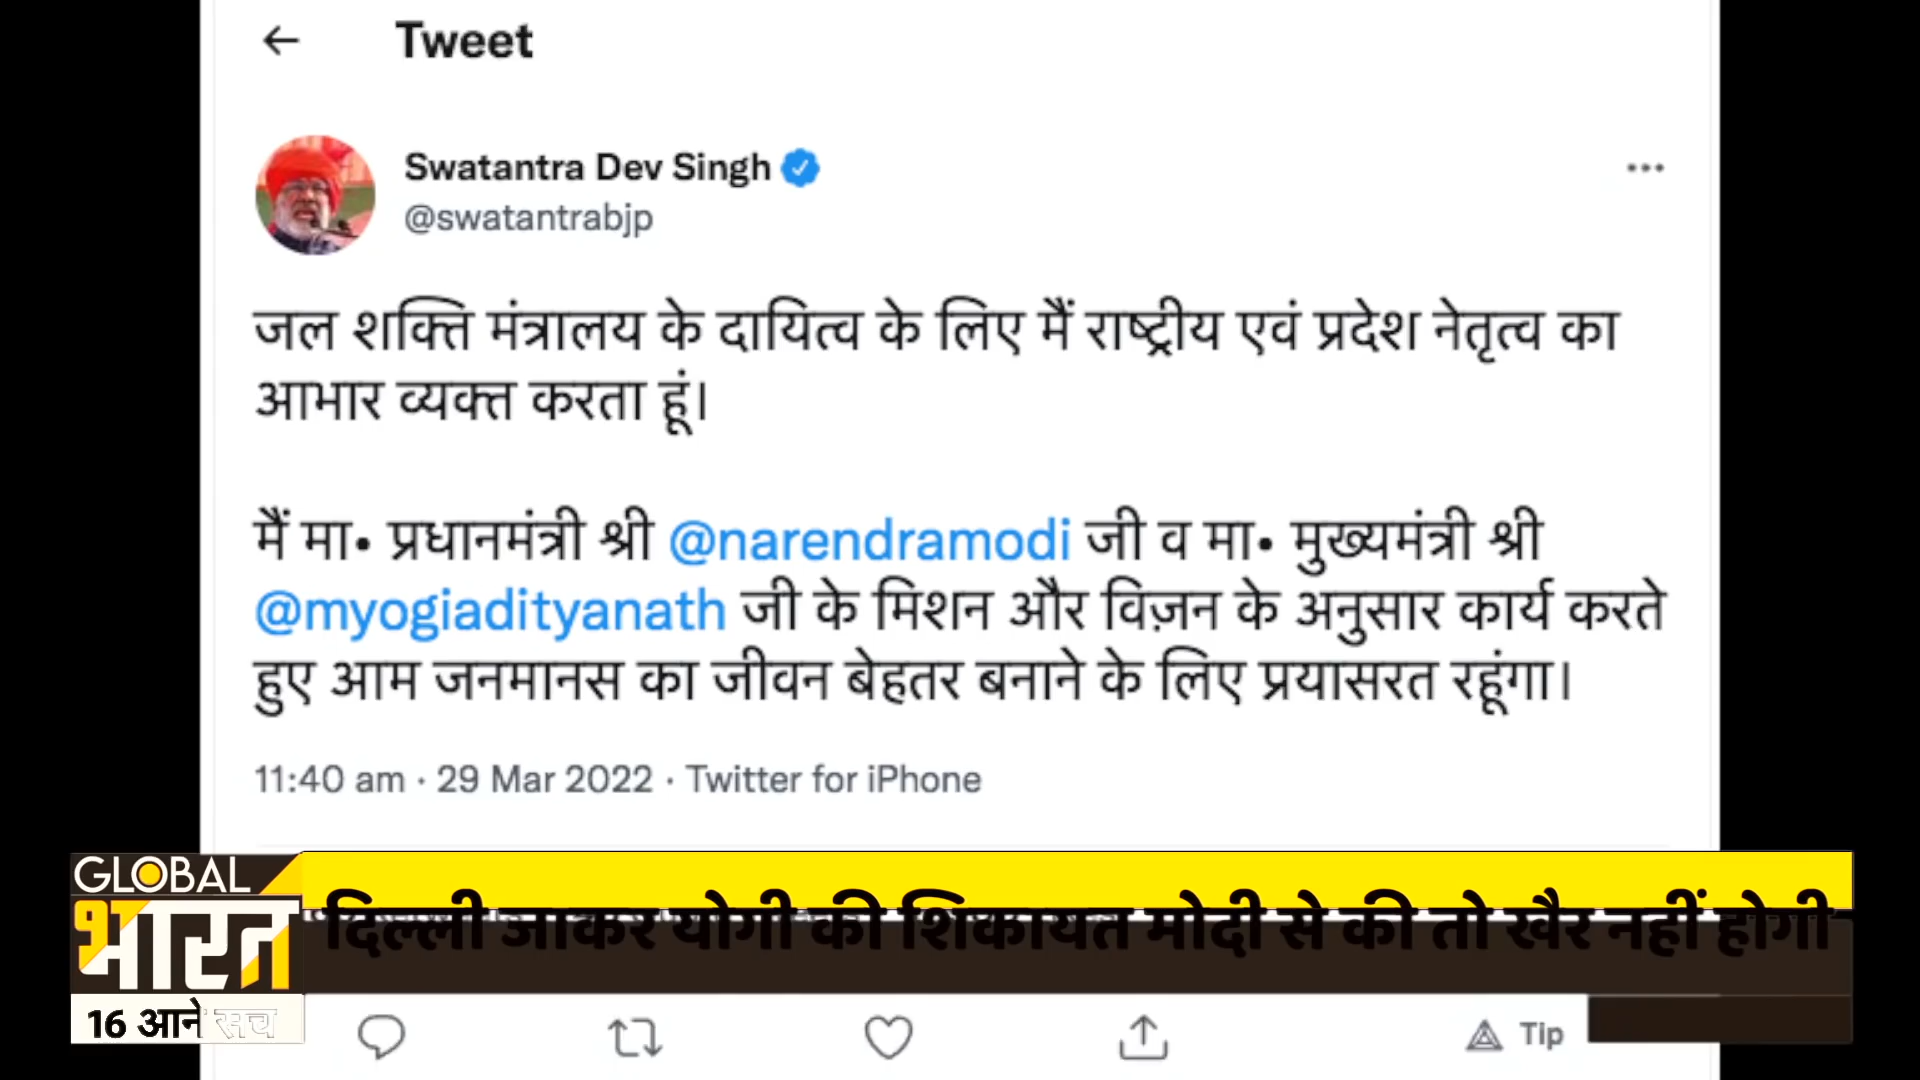 Tweet
Swatantra Dev Singh
@swatantrabjp
जल शक्ति मंत्रालय के दायित्व के लिए मैं राष्ट्रीय एवं प्रदेश नेतृत्व का
आभार व्यक्त करता हूं।
मैं मा॰ प्रधानमंत्री श्री @narendramodi जी व मा॰ मुख्यमंत्री श्री
@myogiadityanath जी के मिशन और विज़न के अनुसार कार्य करते
हुए आम जनमानस का जीवन बेहतर बनाने के लिए प्रयासरत रहूंगा।
11:40 am · 29 Mar 2022 · Twitter for iPhone
GLOBAL
भारत
दिल्ली जाकर योगी की शिकायत मोदी से की तो खैर नहीं होगी
16 आने सच
Tip